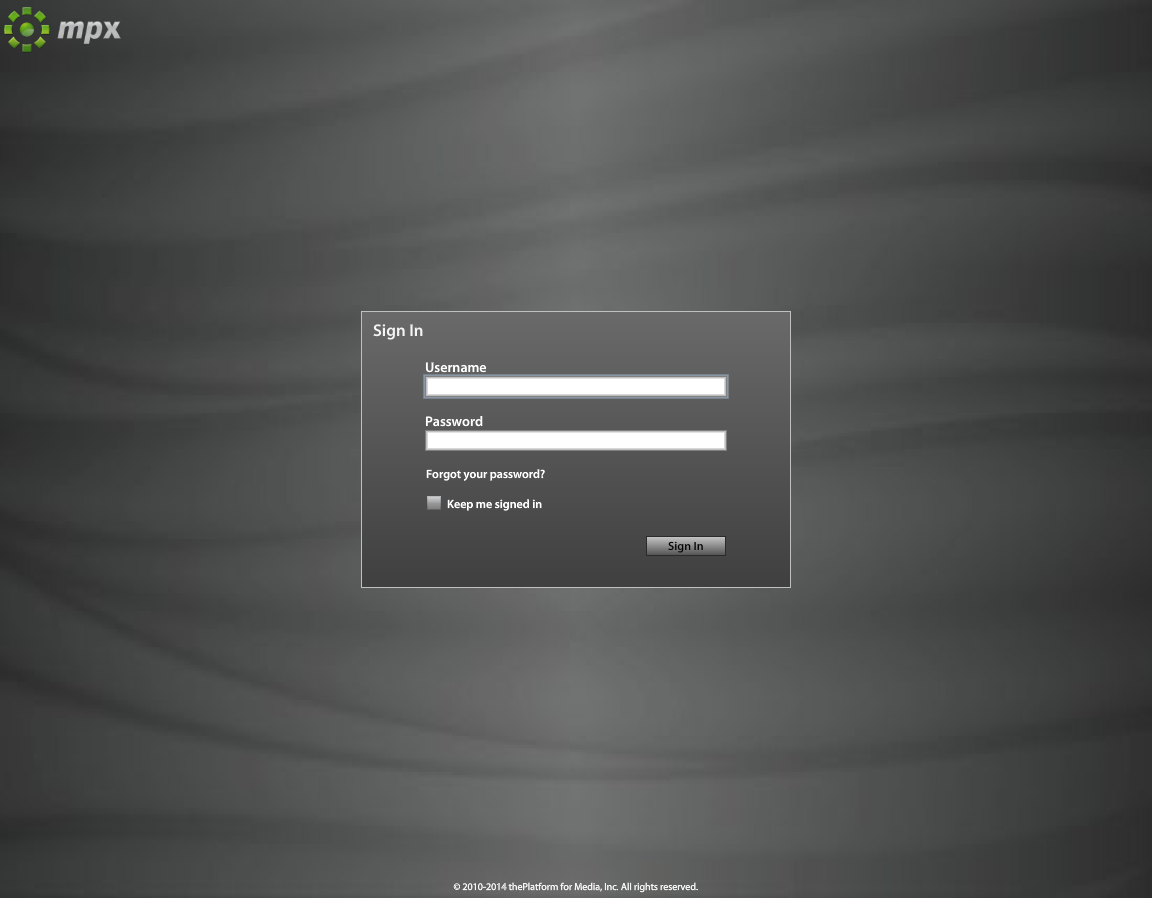 mpx
Sign In
Username
Password
Forgot your password?
Keep me signed in
Sign In
© 2010-2014 thePlatform for Media, Inc. All rights reserved.